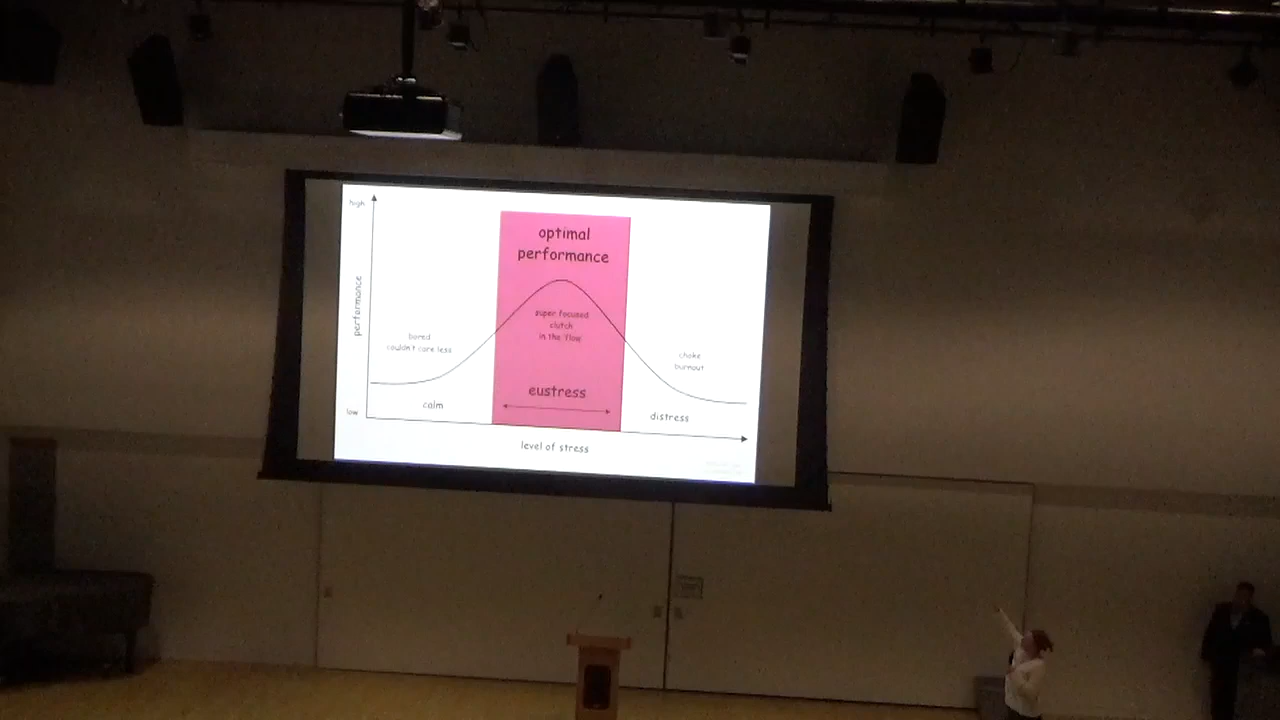 high
optimal
performance
performance
super focused
clutch
in the 'flow'
bored
couldn't care less
choke
burnout
eustress
calm
low
distress
level of stress